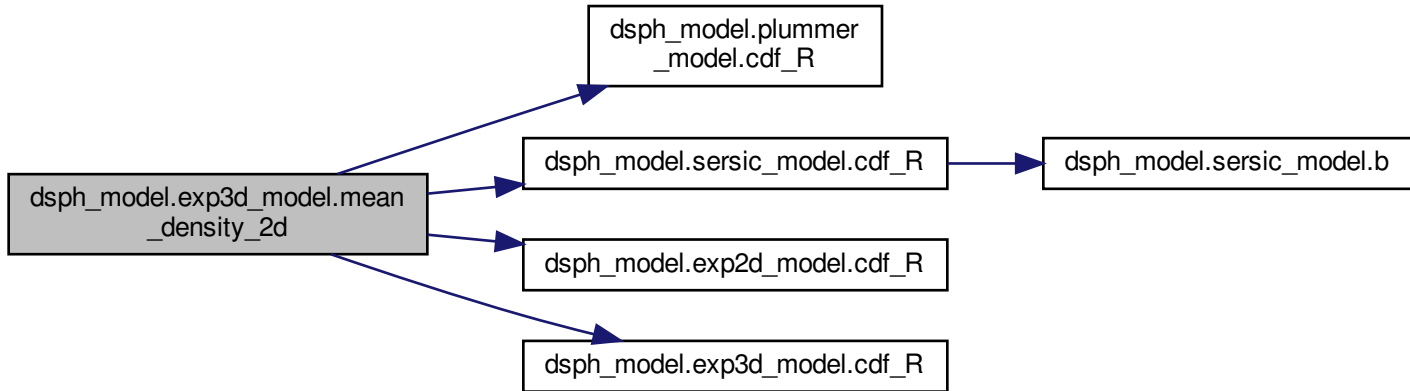 dsph_model.plummer
_model.cdf_R
dsph_model.sersic_model.cdf_R
dsph_model.sersic_model.b
dsph_model.exp3d_model.mean
_density_2d
dsph_model.exp2d_model.cdf_R
dsph_model.exp3d_model.cdf_R